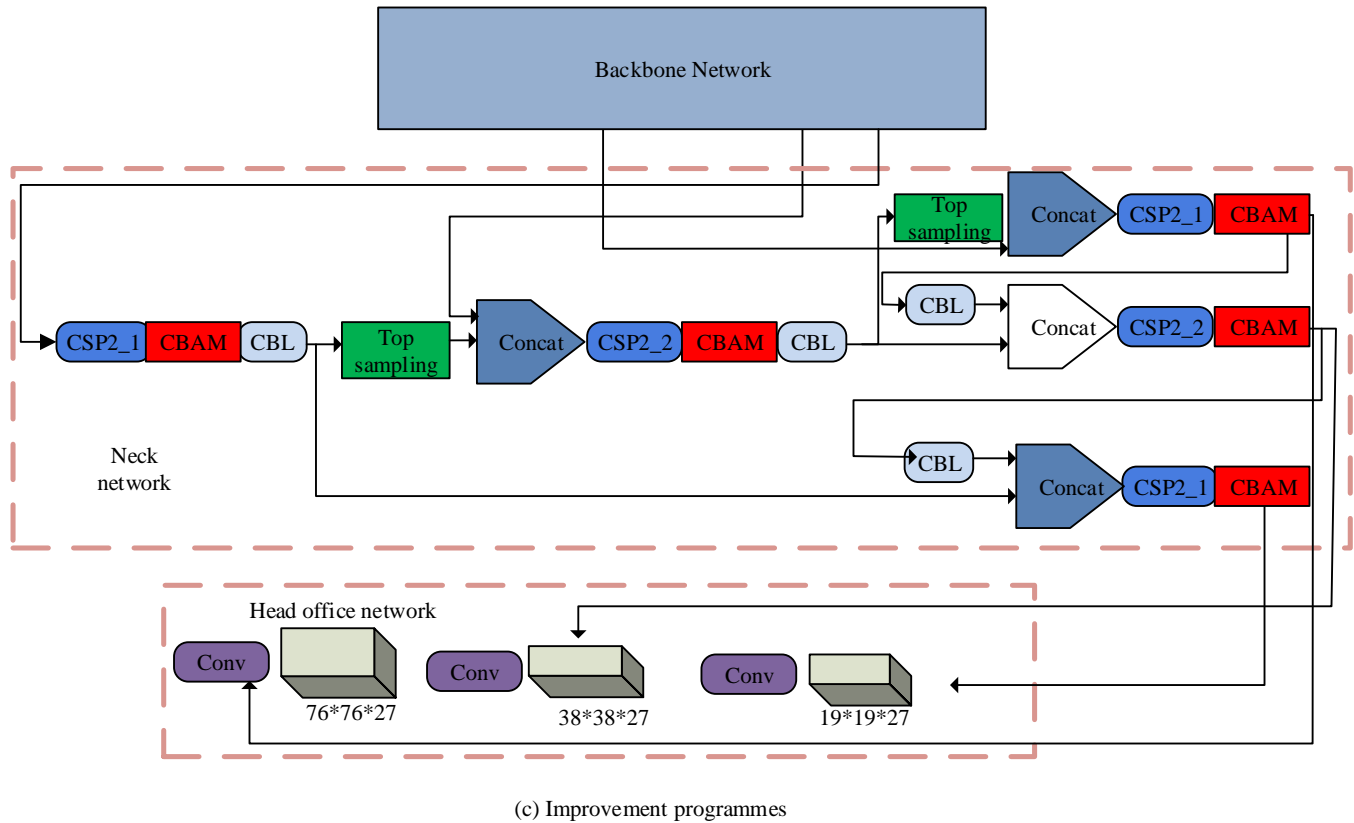 Backbone Network
Top
sampling
Concat
CSP2_1
CBAM
CBL
Concat
CSP2_2
CBAM
CSP2_1
CBAM
CBL
Top
sampling
Concat
CSP2_2
CBAM
CBL
CBL
Concat
CSP2_1
CBAM
Neck
network
Head office network
Conv
76*76*27
Conv
38*38*27
Conv
19*19*27
(c) Improvement programmes